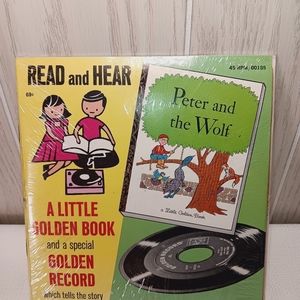 READ and HEAR
45 RPM 00155
69¢
Peter and
the Wolf
a Little Golden Book
A LITTLE
GOLDEN BOOK
and a special
GOLDEN
RECORD
which tells the story